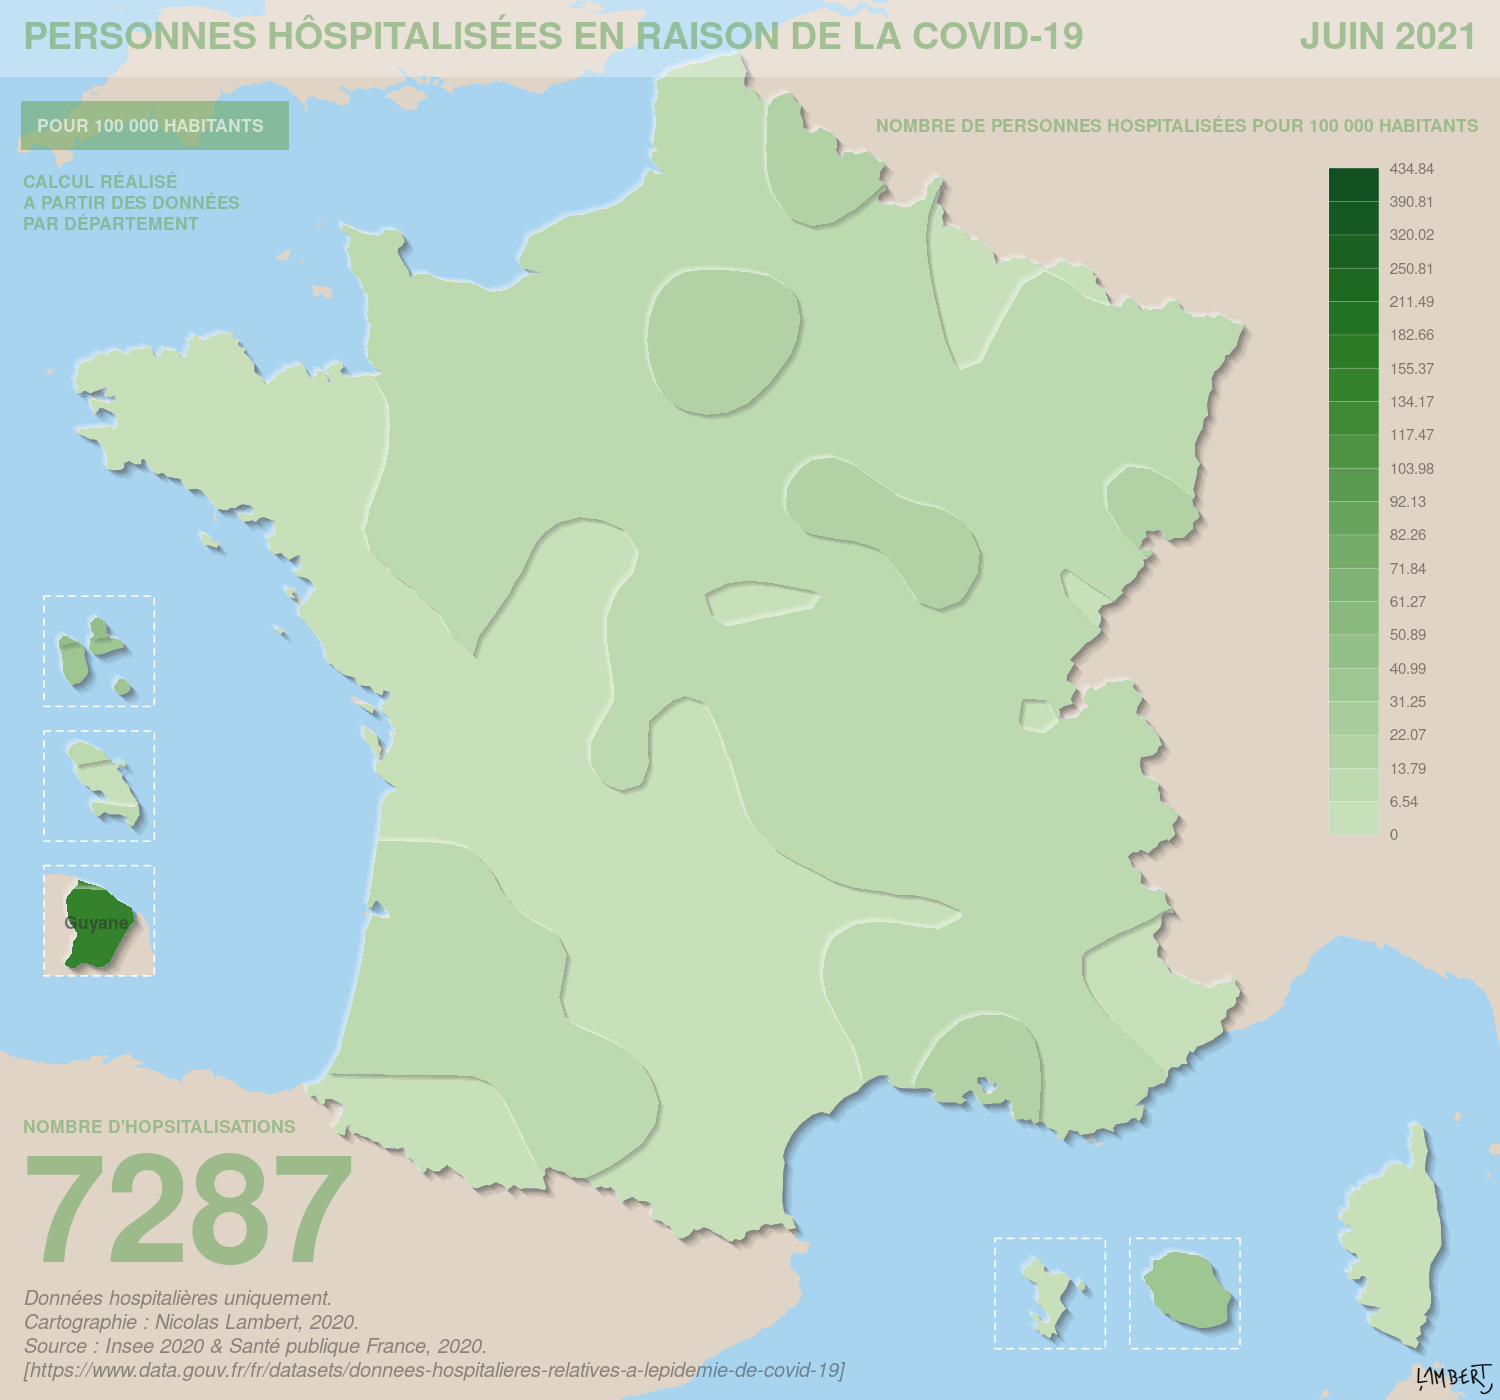 PERSONNES HÔSPITALISÉES EN RAISON DE LA COVID-19
JUIN 2021
POUR 100 000 HABITANTS
CALCUL RÉALISÉ
A PARTIR DES DONNÉES
PAR DÉPARTEMENT
NOMBRE DE PERSONNES HOSPITALISÉES POUR 100 000 HABITANTS
434.84
390.81
320.02
250.81
211.49
182.66
155.37
134.17
117.47
103.98
92.13
82.26
71.84
61.27
50.89
40.99
31.25
22.07
13.79
6.54
0
Guyane
NOMBRE D'HOPSITALISATIONS
7287
Données hospitalières uniquement.
Cartographie : Nicolas Lambert, 2020.
Source : Insee 2020 & Santé publique France, 2020.
[https://www.data.gouv.fr/fr/datasets/donnees-hospitalieres-relatives-a-lepidemie-de-covid-19]
LAMBERT